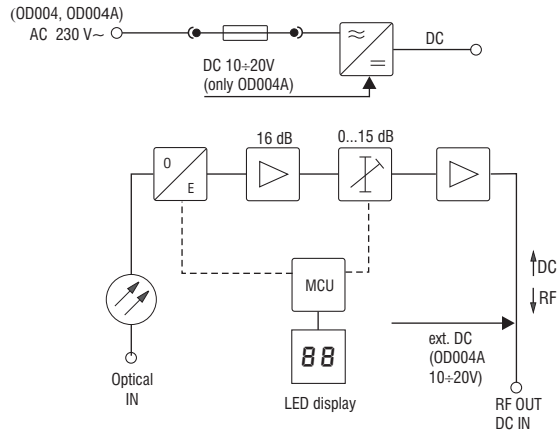 (OD004, OD004A)
AC 230 V~
DC
DC 10÷20V
(only OD004A)
16 dB
0...15 dB
O
E
DC
RF
MCU
ext. DC
(OD004A
10÷20V)
88
Optical
IN
LED display
RF OUT
DC IN